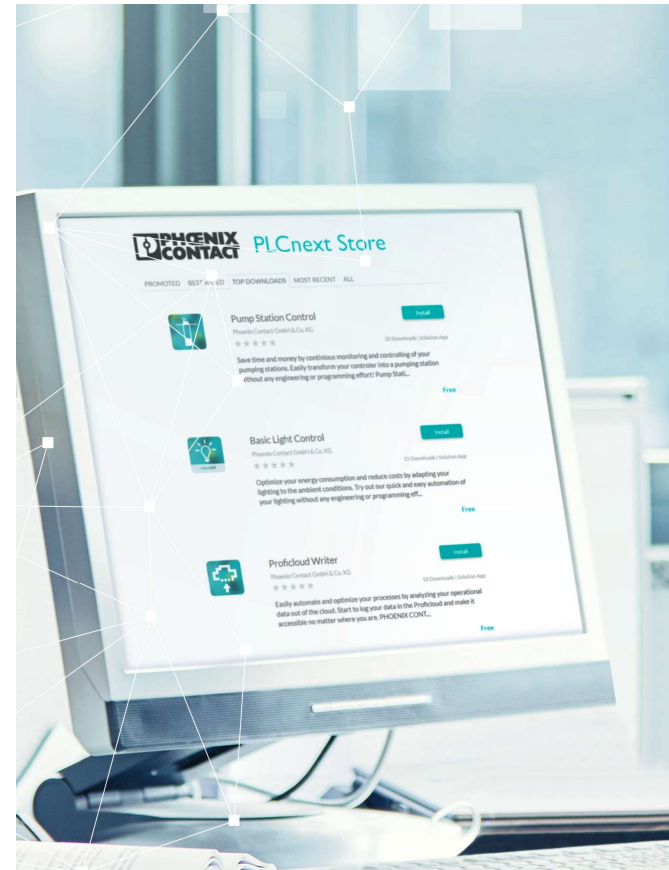 PHŒNIX
CONTACT
PLCnext Store
PROMOTED BEST RATED TOP DOWNLOADS MOST RECENT ALL
Pump Station Control
Install
Phoenix Contact GmbH & Co. KG
30 Downloads | Solution App
Save time and money by continious monitoring and controlling of your
pumping stations. Easily transform your controler into a pumping station
without any engineering or programming effort! Pump Stati...
Free
Basic Light Control
Install
Phoenix Contact GmbH & Co. KG
15 Downloads | Solution App
Optimize your energy consumption and reduce costs by adapting your
lighting to the ambient conditions. Try out our quick and easy automation of
your lighting without any engineering or programming eff...
Free
Proficloud Writer
Install
Phoenix Contact GmbH & Co. KG
18 Downloads | Solution App
Easily automate and optimize your processes by analyzing your operational
data out of the cloud. Start to log your data in the Proficloud and make it
accessible no matter where you are. PHOENIX CONT...
Free